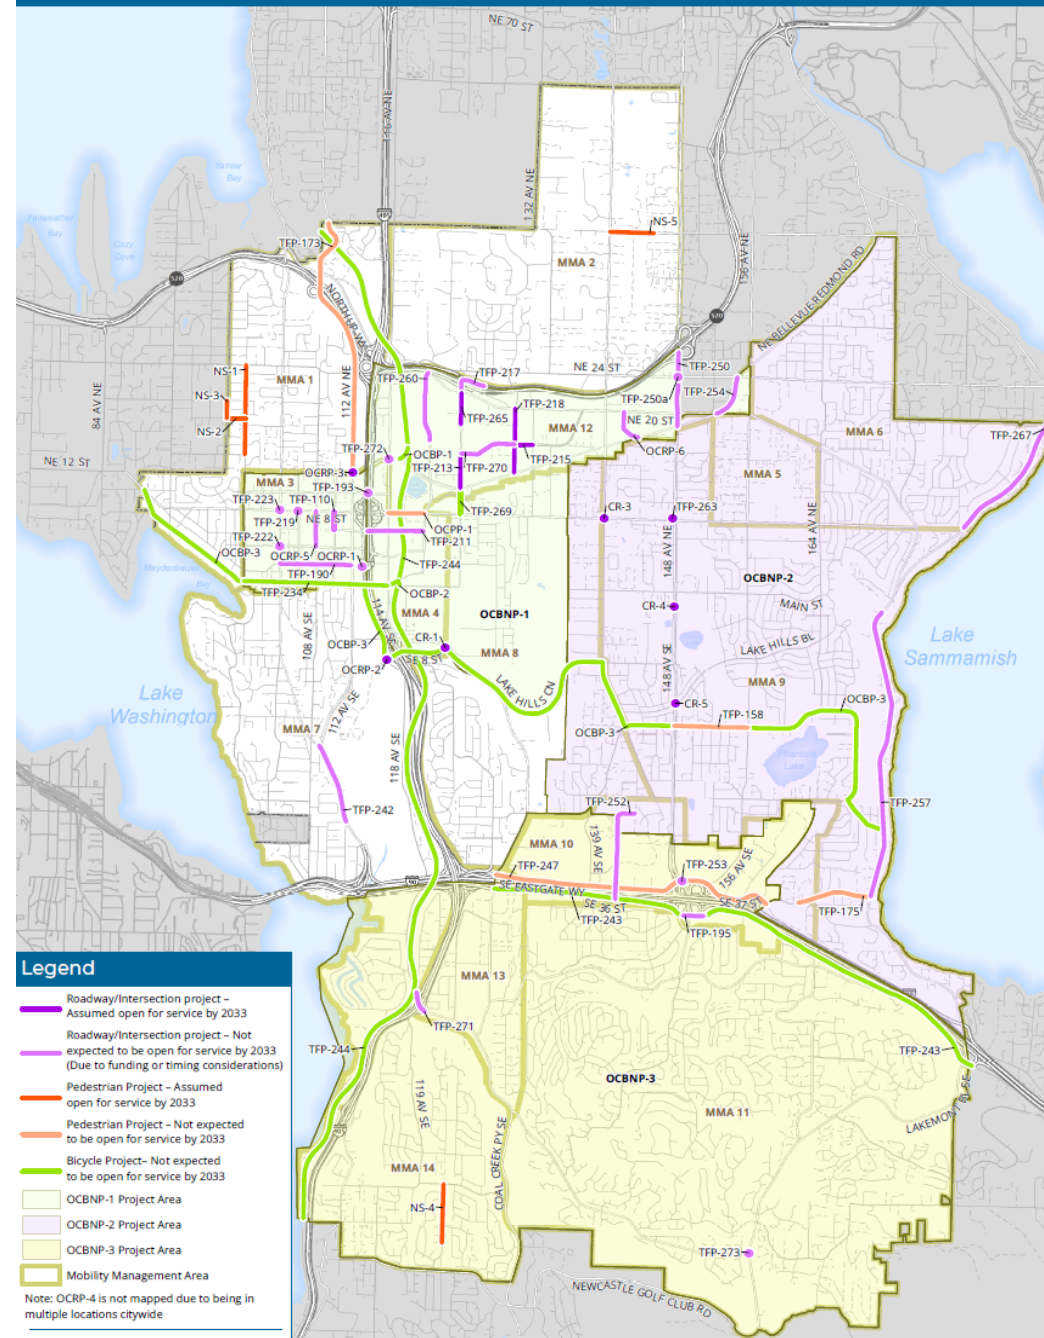 NE 70 ST
116 AV NE
Yarrow
Bay
132 AV NE
Fairweather
Bay
Cozy
Cove
405
NS-5
TFP-173
156 AV NE
MMA 2
520
NE BELLEVUE-REDMOND RD
NORTHUP WAY
520
NS-1
MMA 1
112 AV NE
TFP-260
TFP-217
NE 24 ST
TFP-250
NS-3
84 AV NE
TFP-250a
TFP-254
TFP-218
TFP-265
NE 20 ST
MMA 12
NS-2
MMA 6
TFP-267
NE 12 ST
TFP-272
OCBP-1
OCRP-6
TFP-215
OCRP-3
TFP-213
TFP-270
MMA 5
MMA 3
TFP-193
TFP-223
TFP-110
CR-3
TFP-263
TFP-269
TFP-219
NE 8 ST
OCPP-1
148 AV NE
164 AV NE
TFP-222
TFP-211
OCBP-3
OCRP-5
OCRP-1
TFP-244
Meydenbauer
Bay
TFP-190
OCBNP-2
TFP-234
OCBP-2
114 AV SE
MMA 4
OCBNP-1
CR-4
MAIN ST
108 AV SE
OCBP-3
CR-1
LAKE HILLS BL
Lake
Sammamish
MMA 8
OCRP-2
SE 8 ST
148 AV SE
MMA 9
LAKE HILLS CN
Lake
Washington
112 AV SE
CR-5
TFP-158
OCBP-3
MMA 7
OCBP-3
118 AV SE
Phantom
Lake
TFP-252
TFP-257
TFP-242
139 AV SE
MMA 10
TFP-247
TFP-253
156 AV SE
90
SE EASTGATE WY
SE 36 ST
SE 37 ST
TFP-243
TFP-175
TFP-195
MMA 13
TFP-271
TFP-244
TFP-243
OCBNP-3
119 AV SE
MMA 11
LAKEMONT BL SE
COAL CREEK PY SE
MMA 14
NS-4
TFP-273
NEWCASTLE GOLF CLUB RD
Legend
Roadway/Intersection project –
Assumed open for service by 2033
Roadway/Intersection project – Not
expected to be open for service by 2033
(Due to funding or timing considerations)
Pedestrian Project – Assumed
open for service by 2033
Pedestrian Project – Not expected
to be open for service by 2033
Bicycle Project– Not expected
to be open for service by 2033
OCBNP-1 Project Area
OCBNP-2 Project Area
OCBNP-3 Project Area
Mobility Management Area
Note: OCRP-4 is not mapped due to being in
multiple locations citywide